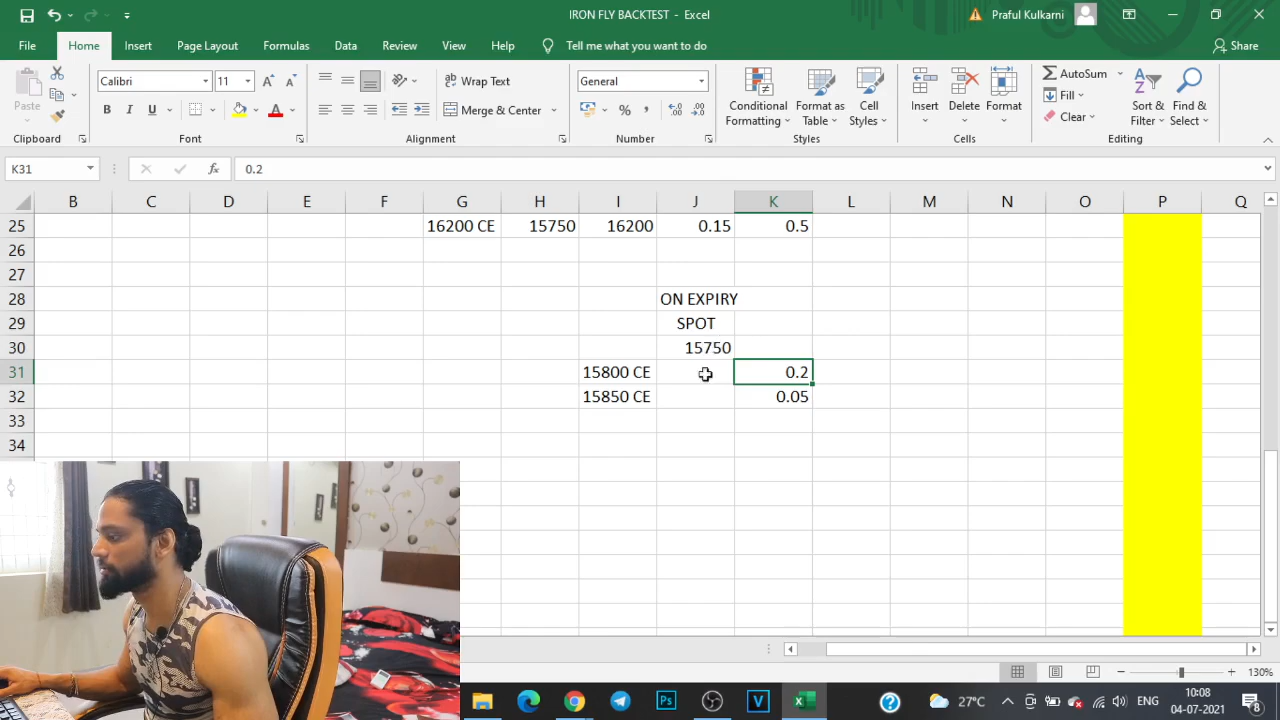 IRON FLY BACKTEST - Excel
Praful Kulkarni
File Home Insert Page Layout Formulas Data Review View Help Tell me what you want to do Share
Paste
Clipboard
Calibri 11
A A
B I U A
Font
ab Wrap Text
Merge & Center
Alignment
General
% , .00
Number
Conditional Formatting
Format as Table
Cell Styles
Styles
Insert Delete Format
Cells
AutoSum
Fill
Clear
Sort & Filter
Find & Select
Editing
K31 fx 0.2
B C D E F G H I J K L M N O P Q
25 16200 CE 15750 16200 0.15 0.5
26
27
28 ON EXPIRY
29 SPOT
30 15750
31 15800 CE 0.2
32 15850 CE 0.05
33
34
130%
Ps V 27°C ENG 10:08
04-07-2021 8